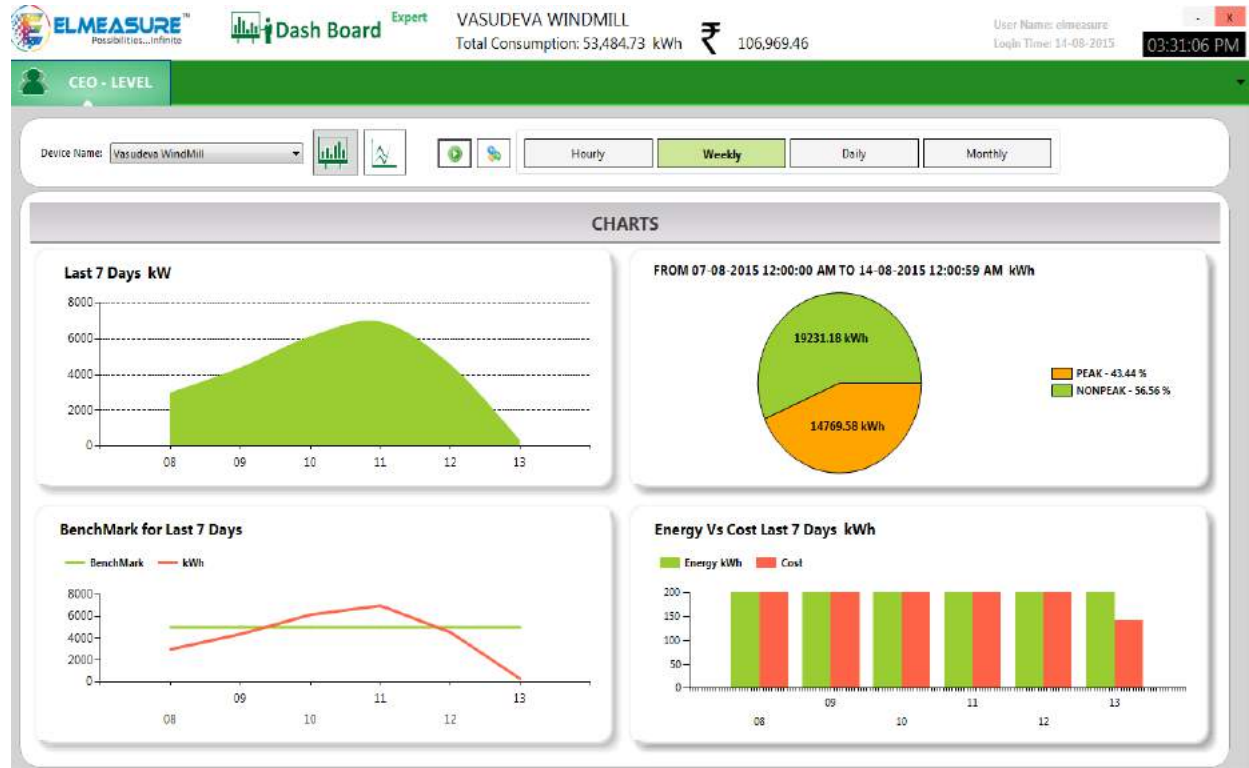 ELMEASURE™
Possibilities...Infinite
Dash Board Expert
VASUDEVA WINDMILL
Total Consumption: 53,484.73 kWh ₹ 106,969.46
User Name: elmeasure
Login Time: 14-08-2015
- X
03:31:06 PM
CEO - LEVEL
Device Name: Vasudeva WindMill
Hourly Weekly Daily Monthly
CHARTS
Last 7 Days kW
8000
6000
4000
2000
0
08 09 10 11 12 13
FROM 07-08-2015 12:00:00 AM TO 14-08-2015 12:00:59 AM kWh
19231.18 kWh
14769.58 kWh
PEAK - 43.44 %
NONPEAK - 56.56 %
BenchMark for Last 7 Days
BenchMark kWh
8000
6000
4000
2000
0
09 11 13
08 10 12
Energy Vs Cost Last 7 Days kWh
Energy kWh Cost
200
150
100
50
0
09 11 13
08 10 12